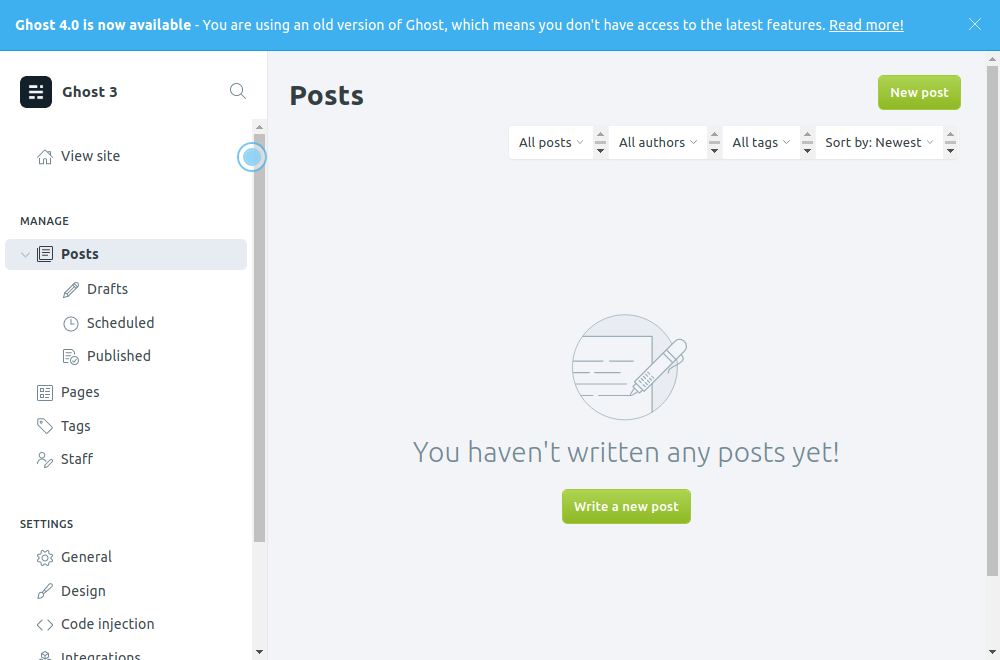 Ghost 4.0 is now available - You are using an old version of Ghost, which means you don't have access to the latest features. Read more!
Ghost 3
Posts
New post
View site
All posts
All authors
All tags
Sort by: Newest
MANAGE
Posts
Drafts
Scheduled
Published
Pages
Tags
Staff
You haven't written any posts yet!
Write a new post
SETTINGS
General
Design
Code injection
Integrations